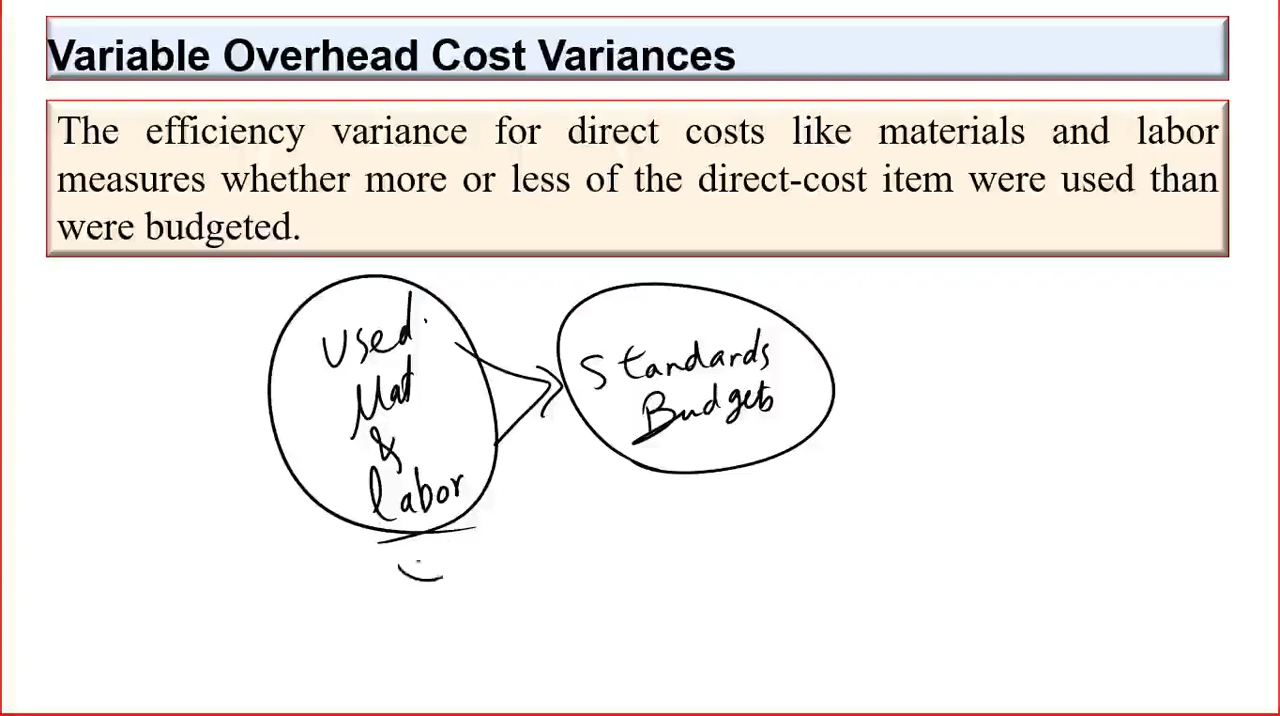 Variable Overhead Cost Variances
The efficiency variance for direct costs like materials and labor
measures whether more or less of the direct-cost item were used than
were budgeted.
Used.
Mat
&
labor
Standards
Budgets